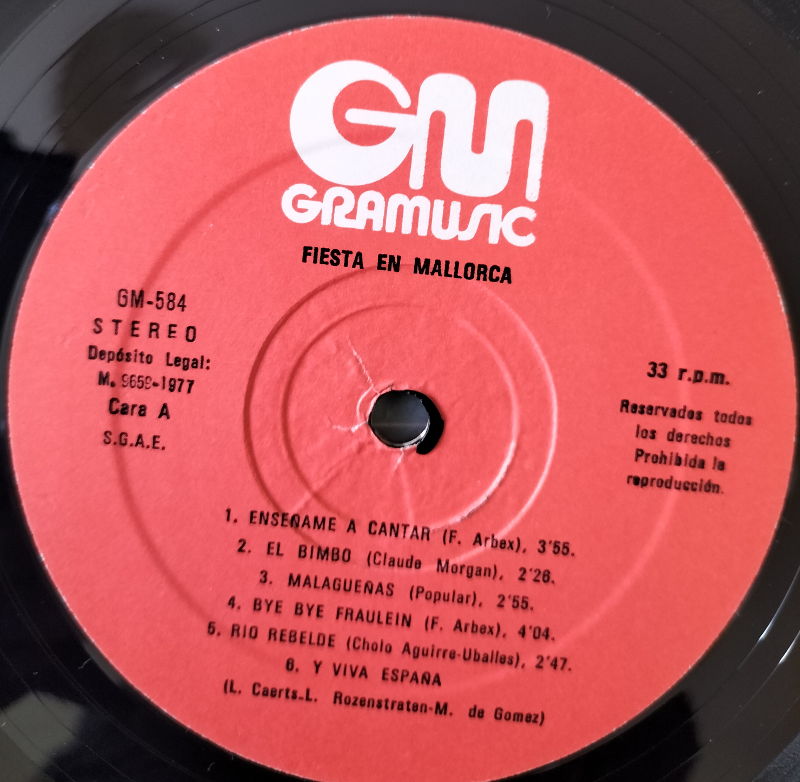 GM
GRAMUSIC
FIESTA EN MALLORCA
GM-584
STEREO
Depósito Legal:
M. 9659-1977
Cara A
S.G.A.E.
33 r.p.m.
Reservados todos
los derechos
Prohibida la
reproducción.
1. ENSEÑAME A CANTAR (F. Arbex), 3'55.
2. EL BIMBO (Claude Morgan), 2'26.
3. MALAGUEÑAS (Popular), 2'55.
4. BYE BYE FRAULEIN (F. Arbex), 4'04.
5. RIO REBELDE (Cholo Aguirre-Uballes), 2'47.
6. Y VIVA ESPAÑA
(L. Caerts-L. Rozenstraten-M. de Gomez)